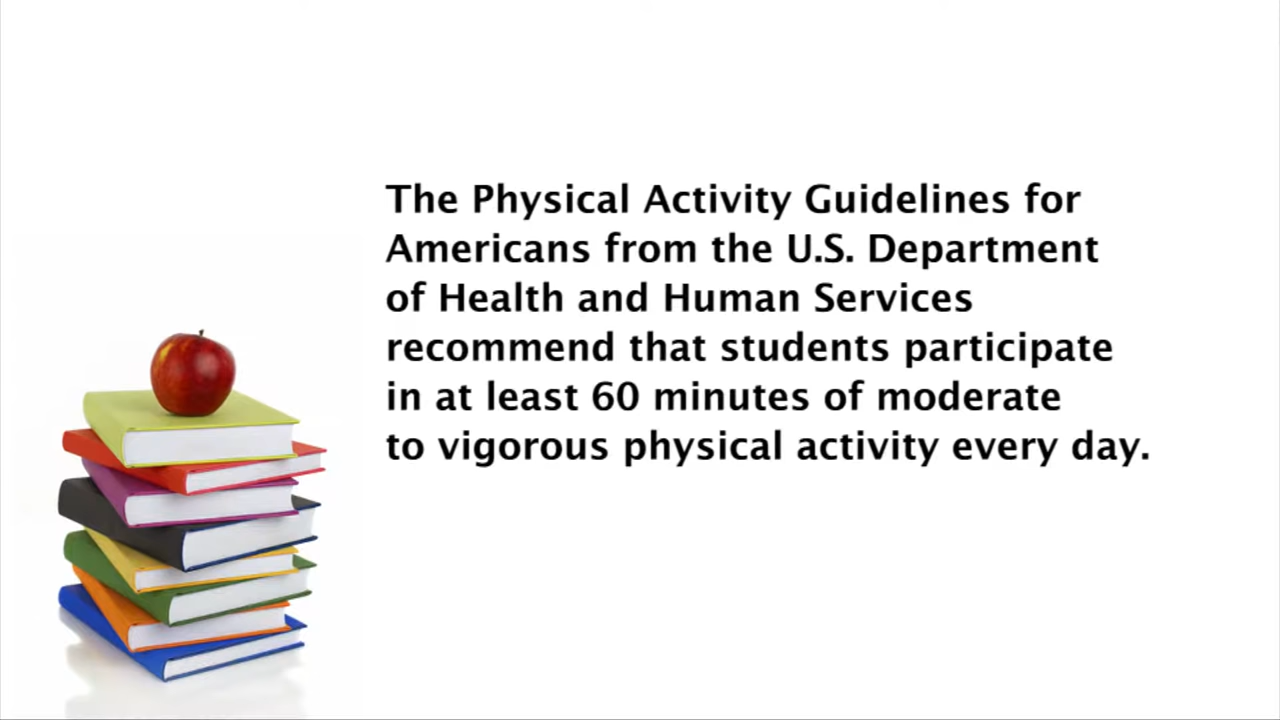 The Physical Activity Guidelines for
Americans from the U.S. Department
of Health and Human Services
recommend that students participate
in at least 60 minutes of moderate
to vigorous physical activity every day.